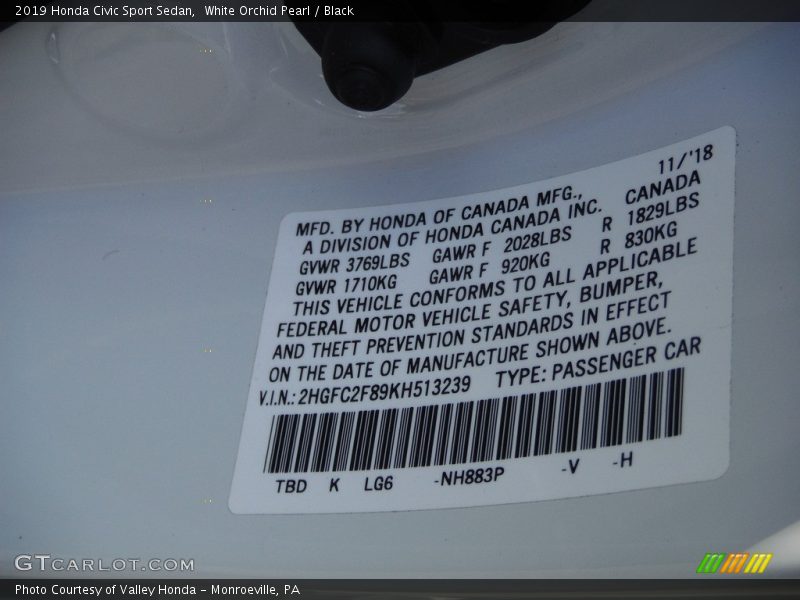 2019 Honda Civic Sport Sedan, White Orchid Pearl / Black
11/'18
MFD. BY HONDA OF CANADA MFG.,
A DIVISION OF HONDA CANADA INC. CANADA
GVWR 3769LBS GAWR F 2028LBS R 1829LBS
GVWR 1710KG GAWR F 920KG R 830KG
THIS VEHICLE CONFORMS TO ALL APPLICABLE
FEDERAL MOTOR VEHICLE SAFETY, BUMPER,
AND THEFT PREVENTION STANDARDS IN EFFECT
ON THE DATE OF MANUFACTURE SHOWN ABOVE.
V.I.N.: 2HGFC2F89KH513239 TYPE: PASSENGER CAR
TBD K LG6 -NH883P -V -H
GTCARLOT.COM
Photo Courtesy of Valley Honda - Monroeville, PA